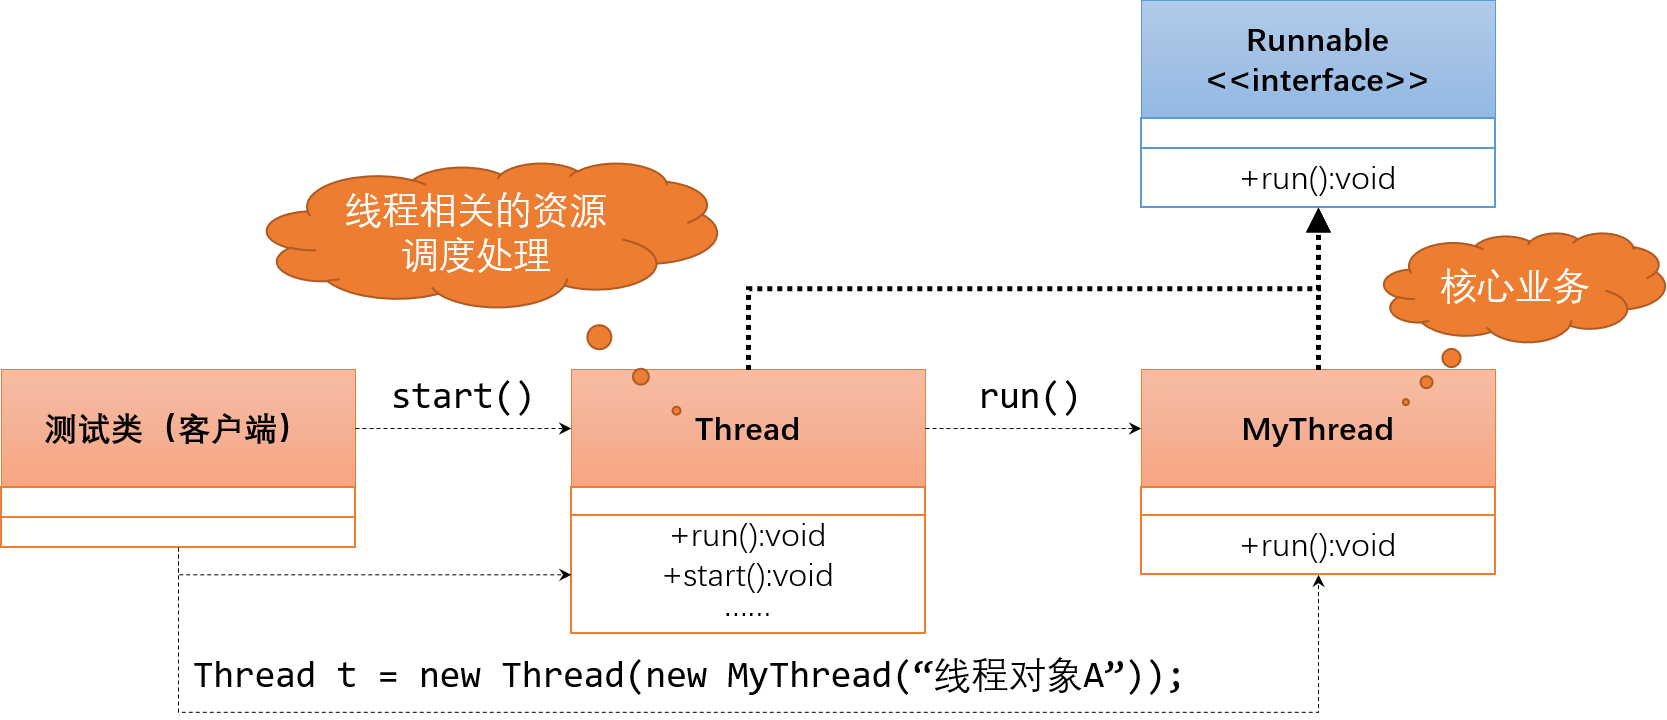 Runnable
<<interface>>
+run():void
线程相关的资源
调度处理
核心业务
测试类（客户端）
start()
Thread
run()
MyThread
+run():void
+start():void
......
+run():void
Thread t = new Thread(new MyThread(“线程对象A”));